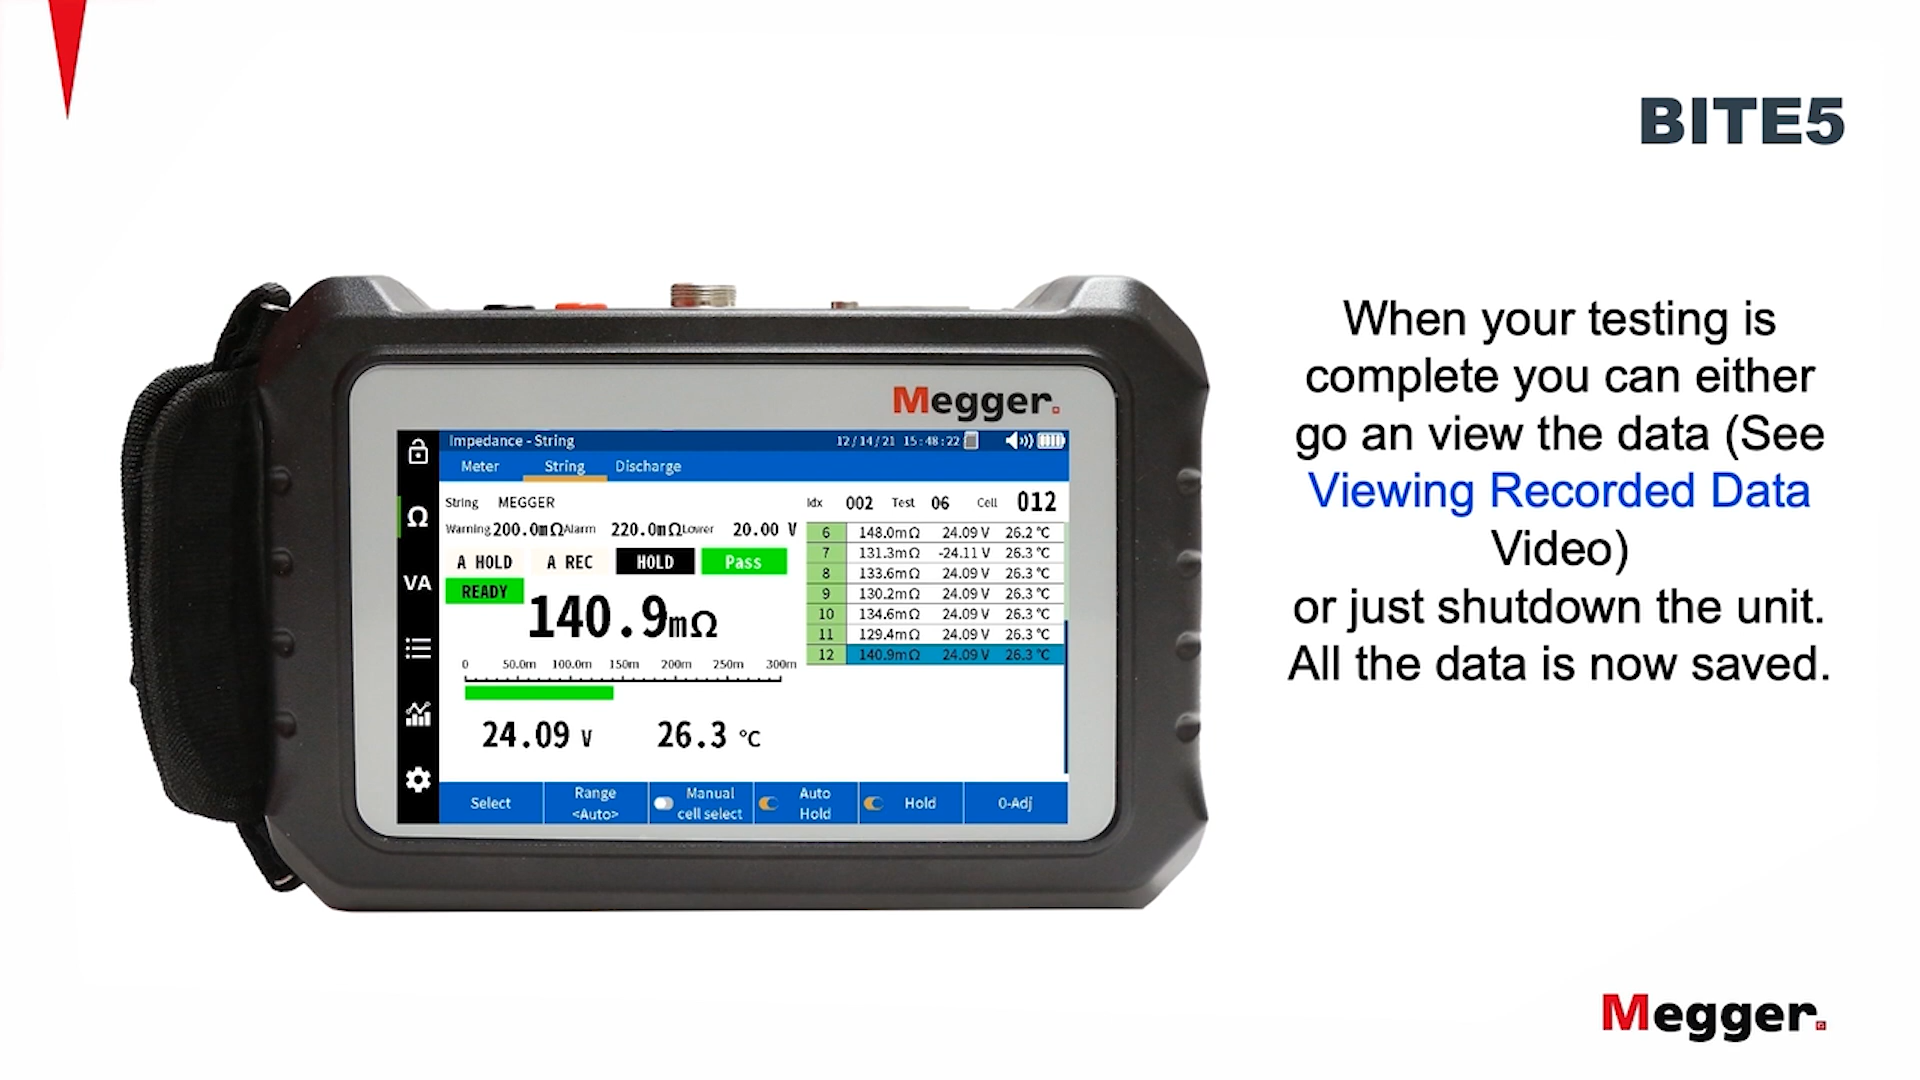 BITE5
Megger.
Impedance - String 12/14/21 15:48:22
Meter String Discharge
String MEGGER Idx 002 Test 06 Cell 012
Warning 200.0mΩ Alarm 220.0mΩ Lower 20.00 V
A HOLD A REC HOLD Pass
READY
140.9mΩ
0 50.0m 100.0m 150m 200m 250m 300m
24.09 V 26.3 °C
6 148.0mΩ 24.09 V 26.2 °C
7 131.3mΩ -24.11 V 26.3 °C
8 133.6mΩ 24.09 V 26.3 °C
9 130.2mΩ 24.09 V 26.3 °C
10 134.6mΩ 24.09 V 26.3 °C
11 129.4mΩ 24.09 V 26.3 °C
12 140.9mΩ 24.09 V 26.3 °C
Ω
VA
Select
Range
<Auto>
Manual
cell select
Auto
Hold
Hold
0-Adj
When your testing is
complete you can either
go an view the data (See
Viewing Recorded Data
Video)
or just shutdown the unit.
All the data is now saved.
Megger.